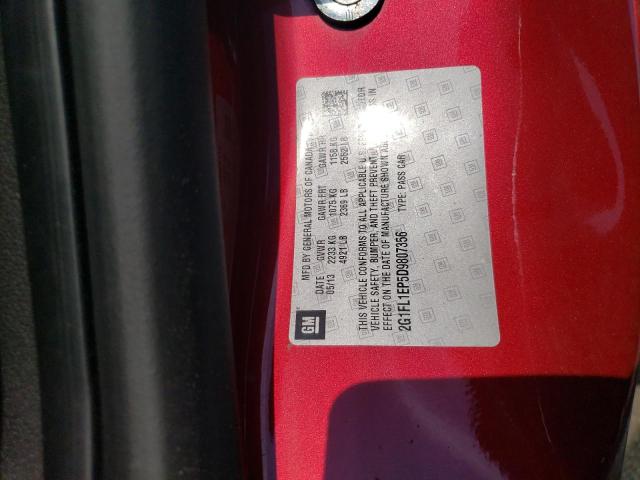 GM
MFD BY GENERAL MOTORS OF CANADA
DATE GVWR GAWR FRT GAWR RR
05/13 2233 KG 1075 KG 1158 KG
4921 LB 2369 LB 2552 LB
THIS VEHICLE CONFORMS TO ALL APPLICABLE U.S.
VEHICLE SAFETY, BUMPER, AND THEFT PREVENTION IN
EFFECT ON THE DATE OF MANUFACTURE SHOWN
2G1FL1EP5D9807356 TYPE: PASS CAR